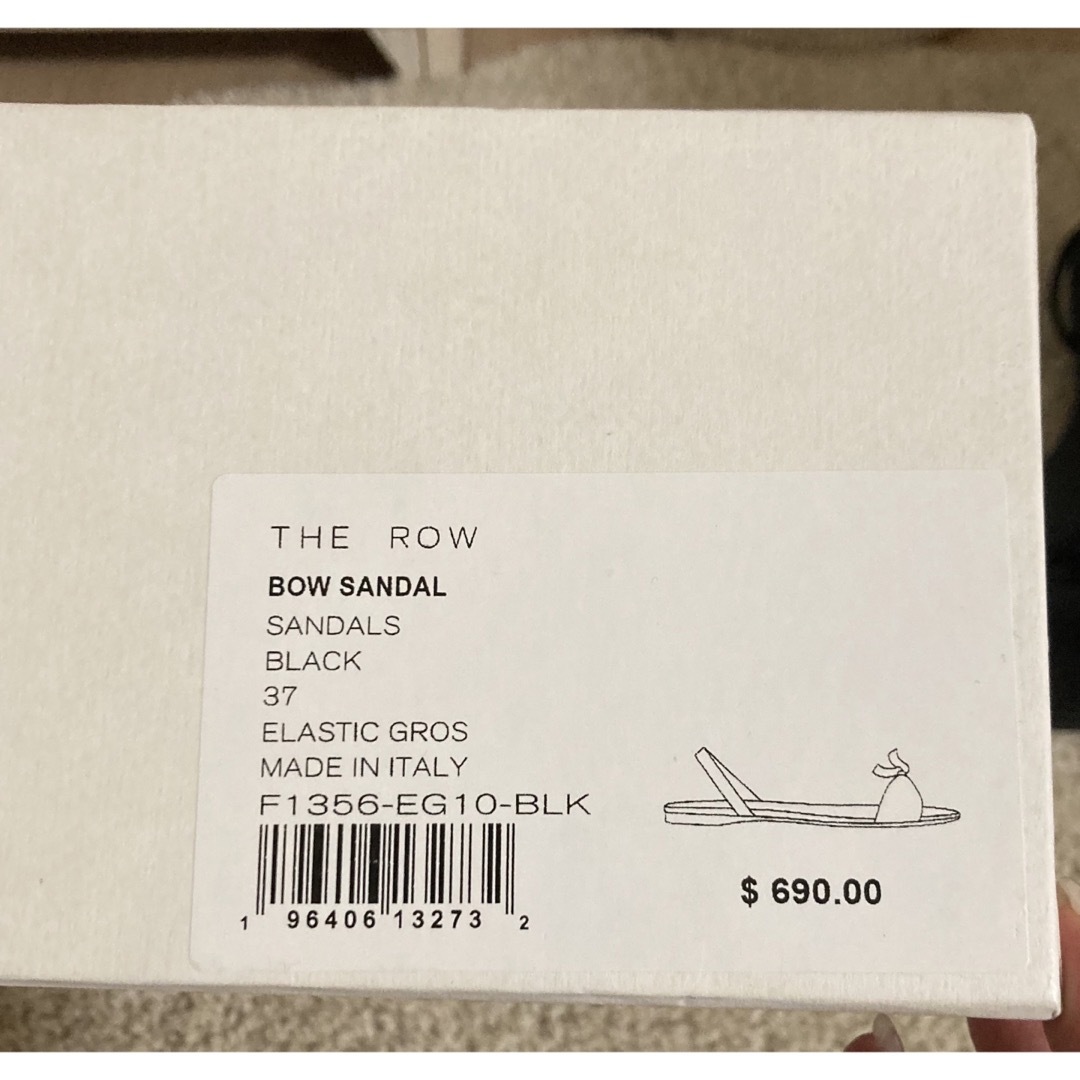 THE ROW
BOW SANDAL
SANDALS
BLACK
37
ELASTIC GROS
MADE IN ITALY
F1356-EG10-BLK
1 96406 13273 2
$ 690.00